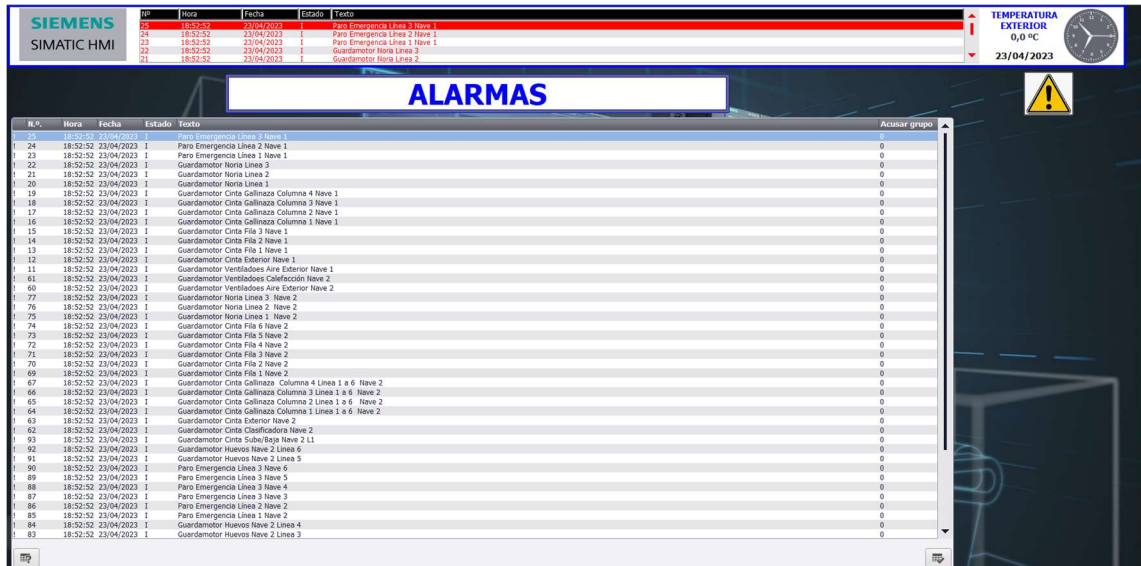 SIEMENS
SIMATIC HMI
Nº Hora Fecha Estado Texto
25 18:52:52 23/04/2023 I Paro Emergencia Línea 3 Nave 1
24 18:52:52 23/04/2023 I Paro Emergencia Línea 2 Nave 1
23 18:52:52 23/04/2023 I Paro Emergencia Línea 1 Nave 1
22 18:52:52 23/04/2023 I Guardamotor Noria Linea 3
21 18:52:52 23/04/2023 I Guardamotor Noria Linea 2
TEMPERATURA
EXTERIOR
0,0 ºC
23/04/2023
ALARMAS
N.º. Hora Fecha Estado Texto Acusar grupo
! 25 18:52:52 23/04/2023 I Paro Emergencia Línea 3 Nave 1 0
! 24 18:52:52 23/04/2023 I Paro Emergencia Línea 2 Nave 1 0
! 23 18:52:52 23/04/2023 I Paro Emergencia Línea 1 Nave 1 0
! 22 18:52:52 23/04/2023 I Guardamotor Noria Linea 3 0
! 21 18:52:52 23/04/2023 I Guardamotor Noria Linea 2 0
! 20 18:52:52 23/04/2023 I Guardamotor Noria Linea 1 0
! 19 18:52:52 23/04/2023 I Guardamotor Cinta Gallinaza Columna 4 Nave 1 0
! 18 18:52:52 23/04/2023 I Guardamotor Cinta Gallinaza Columna 3 Nave 1 0
! 17 18:52:52 23/04/2023 I Guardamotor Cinta Gallinaza Columna 2 Nave 1 0
! 16 18:52:52 23/04/2023 I Guardamotor Cinta Gallinaza Columna 1 Nave 1 0
! 15 18:52:52 23/04/2023 I Guardamotor Cinta Fila 3 Nave 1 0
! 14 18:52:52 23/04/2023 I Guardamotor Cinta Fila 2 Nave 1 0
! 13 18:52:52 23/04/2023 I Guardamotor Cinta Fila 1 Nave 1 0
! 12 18:52:52 23/04/2023 I Guardamotor Cinta Exterior Nave 1 0
! 11 18:52:52 23/04/2023 I Guardamotor Ventiladoes Aire Exterior Nave 1 0
! 61 18:52:52 23/04/2023 I Guardamotor Ventiladoes Calefacción Nave 2 0
! 60 18:52:52 23/04/2023 I Guardamotor Ventiladoes Aire Exterior Nave 2 0
! 77 18:52:52 23/04/2023 I Guardamotor Noria Linea 3 Nave 2 0
! 76 18:52:52 23/04/2023 I Guardamotor Noria Linea 2 Nave 2 0
! 75 18:52:52 23/04/2023 I Guardamotor Noria Linea 1 Nave 2 0
! 74 18:52:52 23/04/2023 I Guardamotor Cinta Fila 6 Nave 2 0
! 73 18:52:52 23/04/2023 I Guardamotor Cinta Fila 5 Nave 2 0
! 72 18:52:52 23/04/2023 I Guardamotor Cinta Fila 4 Nave 2 0
! 71 18:52:52 23/04/2023 I Guardamotor Cinta Fila 3 Nave 2 0
! 70 18:52:52 23/04/2023 I Guardamotor Cinta Fila 2 Nave 2 0
! 69 18:52:52 23/04/2023 I Guardamotor Cinta Fila 1 Nave 2 0
! 67 18:52:52 23/04/2023 I Guardamotor Cinta Gallinaza Columna 4 Linea 1 a 6 Nave 2 0
! 66 18:52:52 23/04/2023 I Guardamotor Cinta Gallinaza Columna 3 Linea 1 a 6 Nave 2 0
! 65 18:52:52 23/04/2023 I Guardamotor Cinta Gallinaza Columna 2 Linea 1 a 6 Nave 2 0
! 64 18:52:52 23/04/2023 I Guardamotor Cinta Gallinaza Columna 1 Linea 1 a 6 Nave 2 0
! 63 18:52:52 23/04/2023 I Guardamotor Cinta Exterior Nave 2 0
! 62 18:52:52 23/04/2023 I Guardamotor Cinta Clasificadora Nave 2 0
! 93 18:52:52 23/04/2023 I Guardamotor Cinta Sube/Baja Nave 2 L1 0
! 92 18:52:52 23/04/2023 I Guardamotor Huevos Nave 2 Linea 6 0
! 91 18:52:52 23/04/2023 I Guardamotor Huevos Nave 2 Linea 5 0
! 90 18:52:52 23/04/2023 I Paro Emergencia Línea 3 Nave 6 0
! 89 18:52:52 23/04/2023 I Paro Emergencia Línea 3 Nave 5 0
! 88 18:52:52 23/04/2023 I Paro Emergencia Línea 3 Nave 4 0
! 87 18:52:52 23/04/2023 I Paro Emergencia Línea 3 Nave 3 0
! 86 18:52:52 23/04/2023 I Paro Emergencia Línea 2 Nave 2 0
! 85 18:52:52 23/04/2023 I Paro Emergencia Línea 1 Nave 2 0
! 84 18:52:52 23/04/2023 I Guardamotor Huevos Nave 2 Linea 4 0
! 83 18:52:52 23/04/2023 I Guardamotor Huevos Nave 2 Linea 3 0